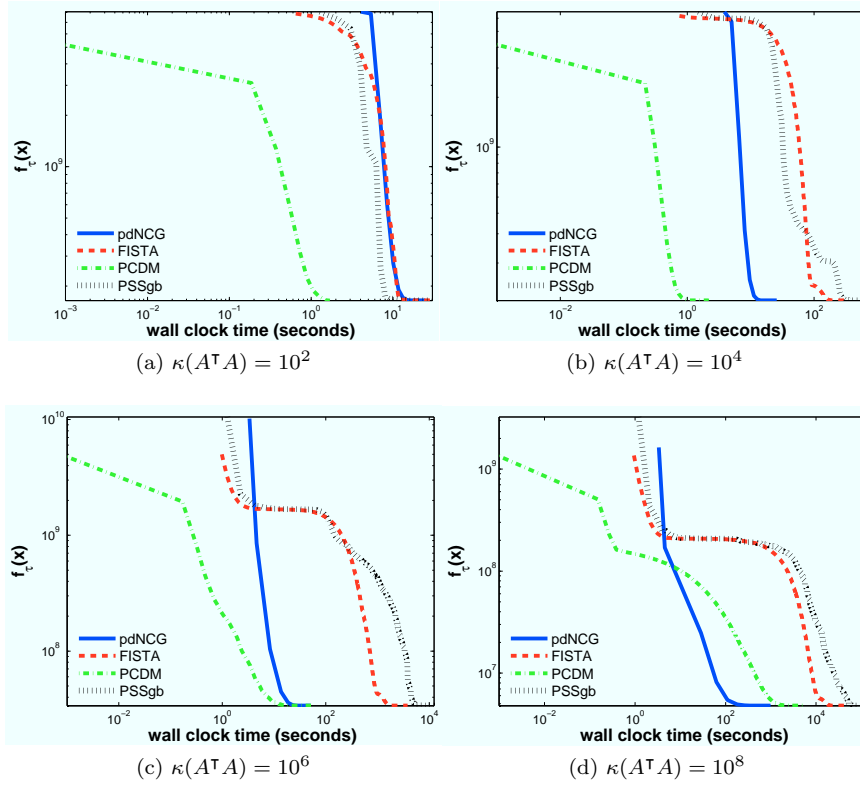 10^9
f_τ(x)
pdNCG
FISTA
PCDM
PSSgb
10^−3 10^−2 10^−1 10^0 10^1
wall clock time (seconds)
(a) κ(A^⊤A) = 10^2
10^9
f_τ(x)
pdNCG
FISTA
PCDM
PSSgb
10^−2 10^0 10^2
wall clock time (seconds)
(b) κ(A^⊤A) = 10^4
10^10
10^9
10^8
f_τ(x)
pdNCG
FISTA
PCDM
PSSgb
10^−2 10^0 10^2 10^4
wall clock time (seconds)
(c) κ(A^⊤A) = 10^6
10^9
10^8
10^7
f_τ(x)
pdNCG
FISTA
PCDM
PSSgb
10^−2 10^0 10^2 10^4
wall clock time (seconds)
(d) κ(A^⊤A) = 10^8